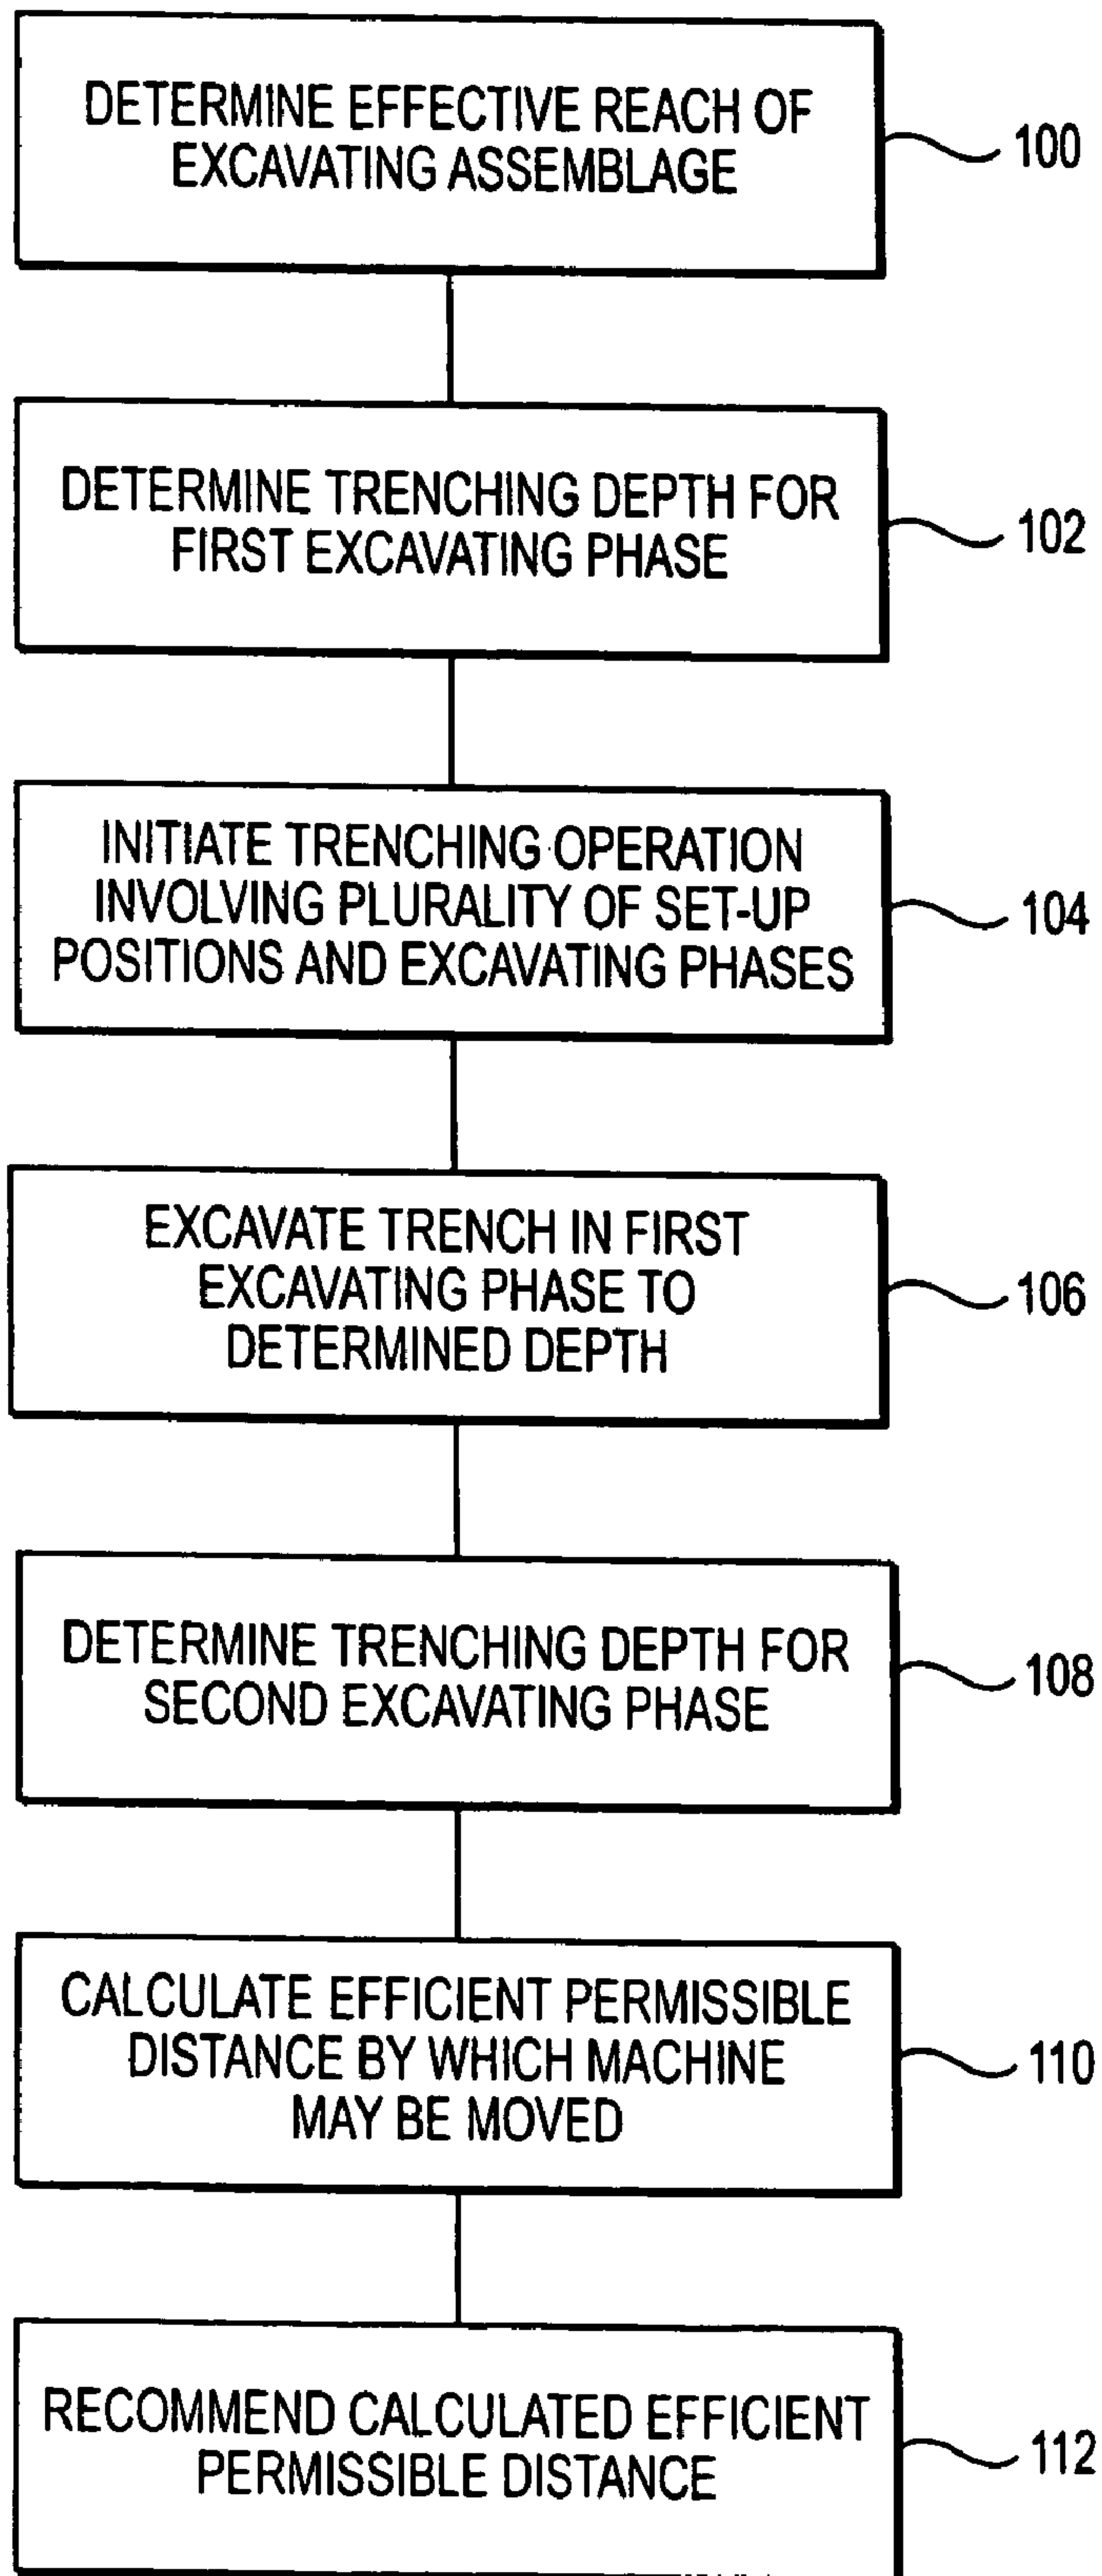 DETERMINE EFFECTIVE REACH OF
EXCAVATING ASSEMBLAGE
100
DETERMINE TRENCHING DEPTH FOR
FIRST EXCAVATING PHASE
102
INITIATE TRENCHING OPERATION
INVOLVING PLURALITY OF SET-UP
POSITIONS AND EXCAVATING PHASES
104
EXCAVATE TRENCH IN FIRST
EXCAVATING PHASE TO
DETERMINED DEPTH
106
DETERMINE TRENCHING DEPTH FOR
SECOND EXCAVATING PHASE
108
CALCULATE EFFICIENT PERMISSIBLE
DISTANCE BY WHICH MACHINE
MAY BE MOVED
110
RECOMMEND CALCULATED EFFICIENT
PERMISSIBLE DISTANCE
112